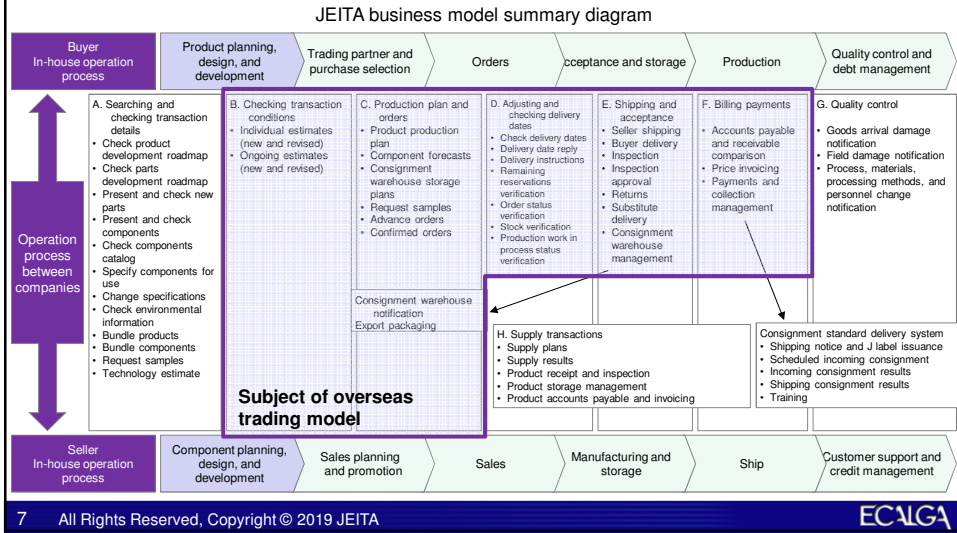 JEITA business model summary diagram
Buyer
In-house operation
process
Product planning,
design, and
development
Trading partner and
purchase selection
Orders
cceptance and storage
Production
Quality control and
debt management
Operation
process
between
companies
A. Searching and
checking transaction
details
• Check product
development roadmap
• Check parts
development roadmap
• Present and check new
parts
• Present and check
components
• Check components
catalog
• Specify components for
use
• Change specifications
• Check environmental
information
• Bundle products
• Bundle components
• Request samples
• Technology estimate
B. Checking transaction
conditions
• Individual estimates
(new and revised)
• Ongoing estimates
(new and revised)
C. Production plan and
orders
• Product production
plan
• Component forecasts
• Consignment
warehouse storage
plans
• Request samples
• Advance orders
• Confirmed orders
Consignment warehouse
notification
Export packaging
D. Adjusting and
checking delivery
dates
• Check delivery dates
• Delivery date reply
• Delivery instructions
• Remaining
reservations
verification
• Order status
verification
• Stock verification
• Production work in
process status
verification
E. Shipping and
acceptance
• Seller shipping
• Buyer delivery
• Inspection
• Inspection
approval
• Returns
• Substitute
delivery
• Consignment
warehouse
management
F. Billing payments
• Accounts payable
and receivable
comparison
• Price invoicing
• Payments and
collection
management
G. Quality control
• Goods arrival damage
notification
• Field damage notification
• Process, materials,
processing methods, and
personnel change
notification
H. Supply transactions
• Supply plans
• Supply results
• Product receipt and inspection
• Product storage management
• Product accounts payable and invoicing
Consignment standard delivery system
• Shipping notice and J label issuance
• Scheduled incoming consignment
• Incoming consignment results
• Shipping consignment results
• Training
Subject of overseas
trading model
Seller
In-house operation
process
Component planning,
design, and
development
Sales planning
and promotion
Sales
Manufacturing and
storage
Ship
Customer support and
credit management
7 All Rights Reserved, Copyright © 2019 JEITA
ECALGA